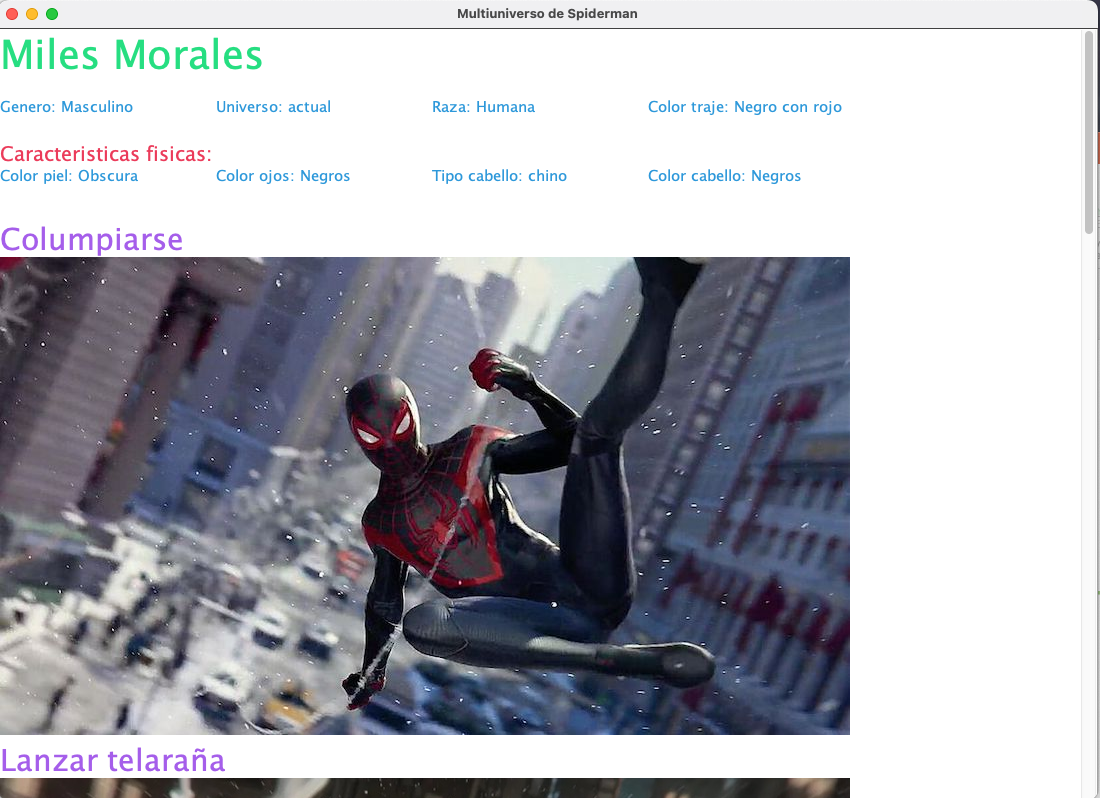 Multiuniverso de Spiderman
Miles Morales
Genero: Masculino Universo: actual Raza: Humana Color traje: Negro con rojo
Caracteristicas fisicas:
Color piel: Obscura Color ojos: Negros Tipo cabello: chino Color cabello: Negros
Columpiarse
Lanzar telaraña